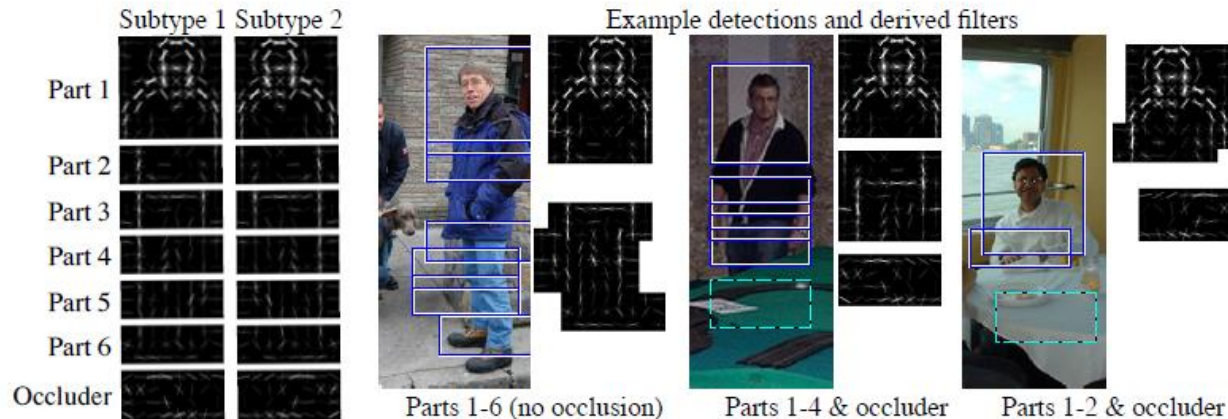 Subtype 1 Subtype 2
Example detections and derived filters
Part 1
Part 2
Part 3
Part 4
Part 5
Part 6
Occluder
Parts 1-6 (no occlusion)
Parts 1-4 & occluder
Parts 1-2 & occluder